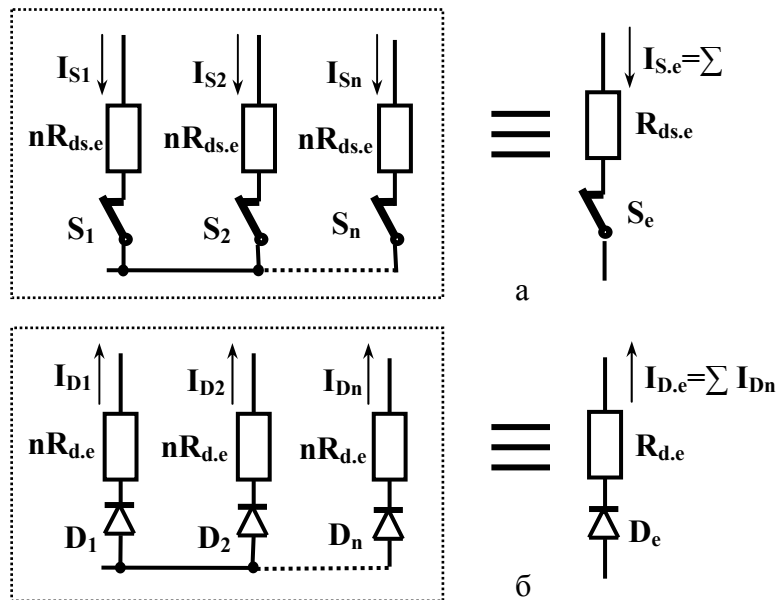 I_S1 I_S2 I_Sn I_S.e=∑
nR_ds.e nR_ds.e nR_ds.e R_ds.e
S_1 S_2 S_n S_e
а
I_D1 I_D2 I_Dn I_D.e=∑ I_Dn
nR_d.e nR_d.e nR_d.e R_d.e
D_1 D_2 D_n D_e
б